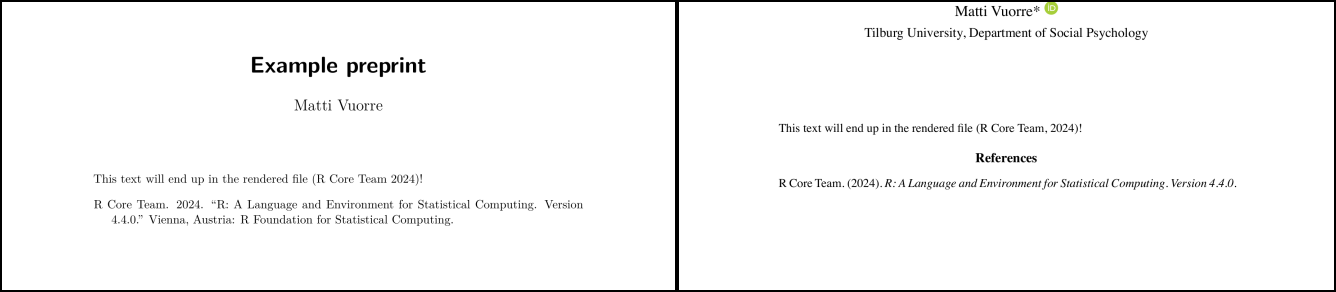 Example preprint
Matti Vuorre
This text will end up in the rendered file (R Core Team 2024)!
R Core Team. 2024. “R: A Language and Environment for Statistical Computing. Version
4.4.0.” Vienna, Austria: R Foundation for Statistical Computing.
Matti Vuorre* iD
Tilburg University, Department of Social Psychology
This text will end up in the rendered file (R Core Team, 2024)!
References
R Core Team. (2024). R: A Language and Environment for Statistical Computing. Version 4.4.0.